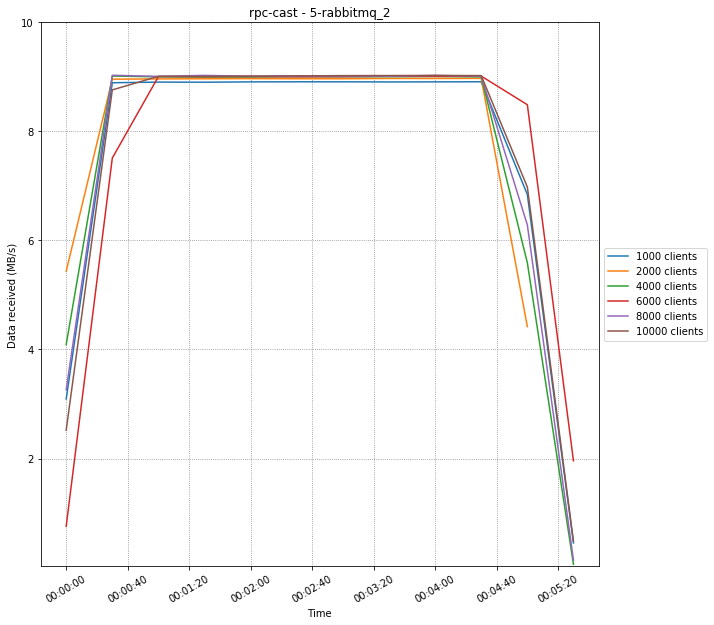 rpc-cast - 5-rabbitmq_2
Data received (MB/s)
10
8
6
4
2
00:00:00
00:00:40
00:01:20
00:02:00
00:02:40
00:03:20
00:04:00
00:04:40
00:05:20
Time
1000 clients
2000 clients
4000 clients
6000 clients
8000 clients
10000 clients